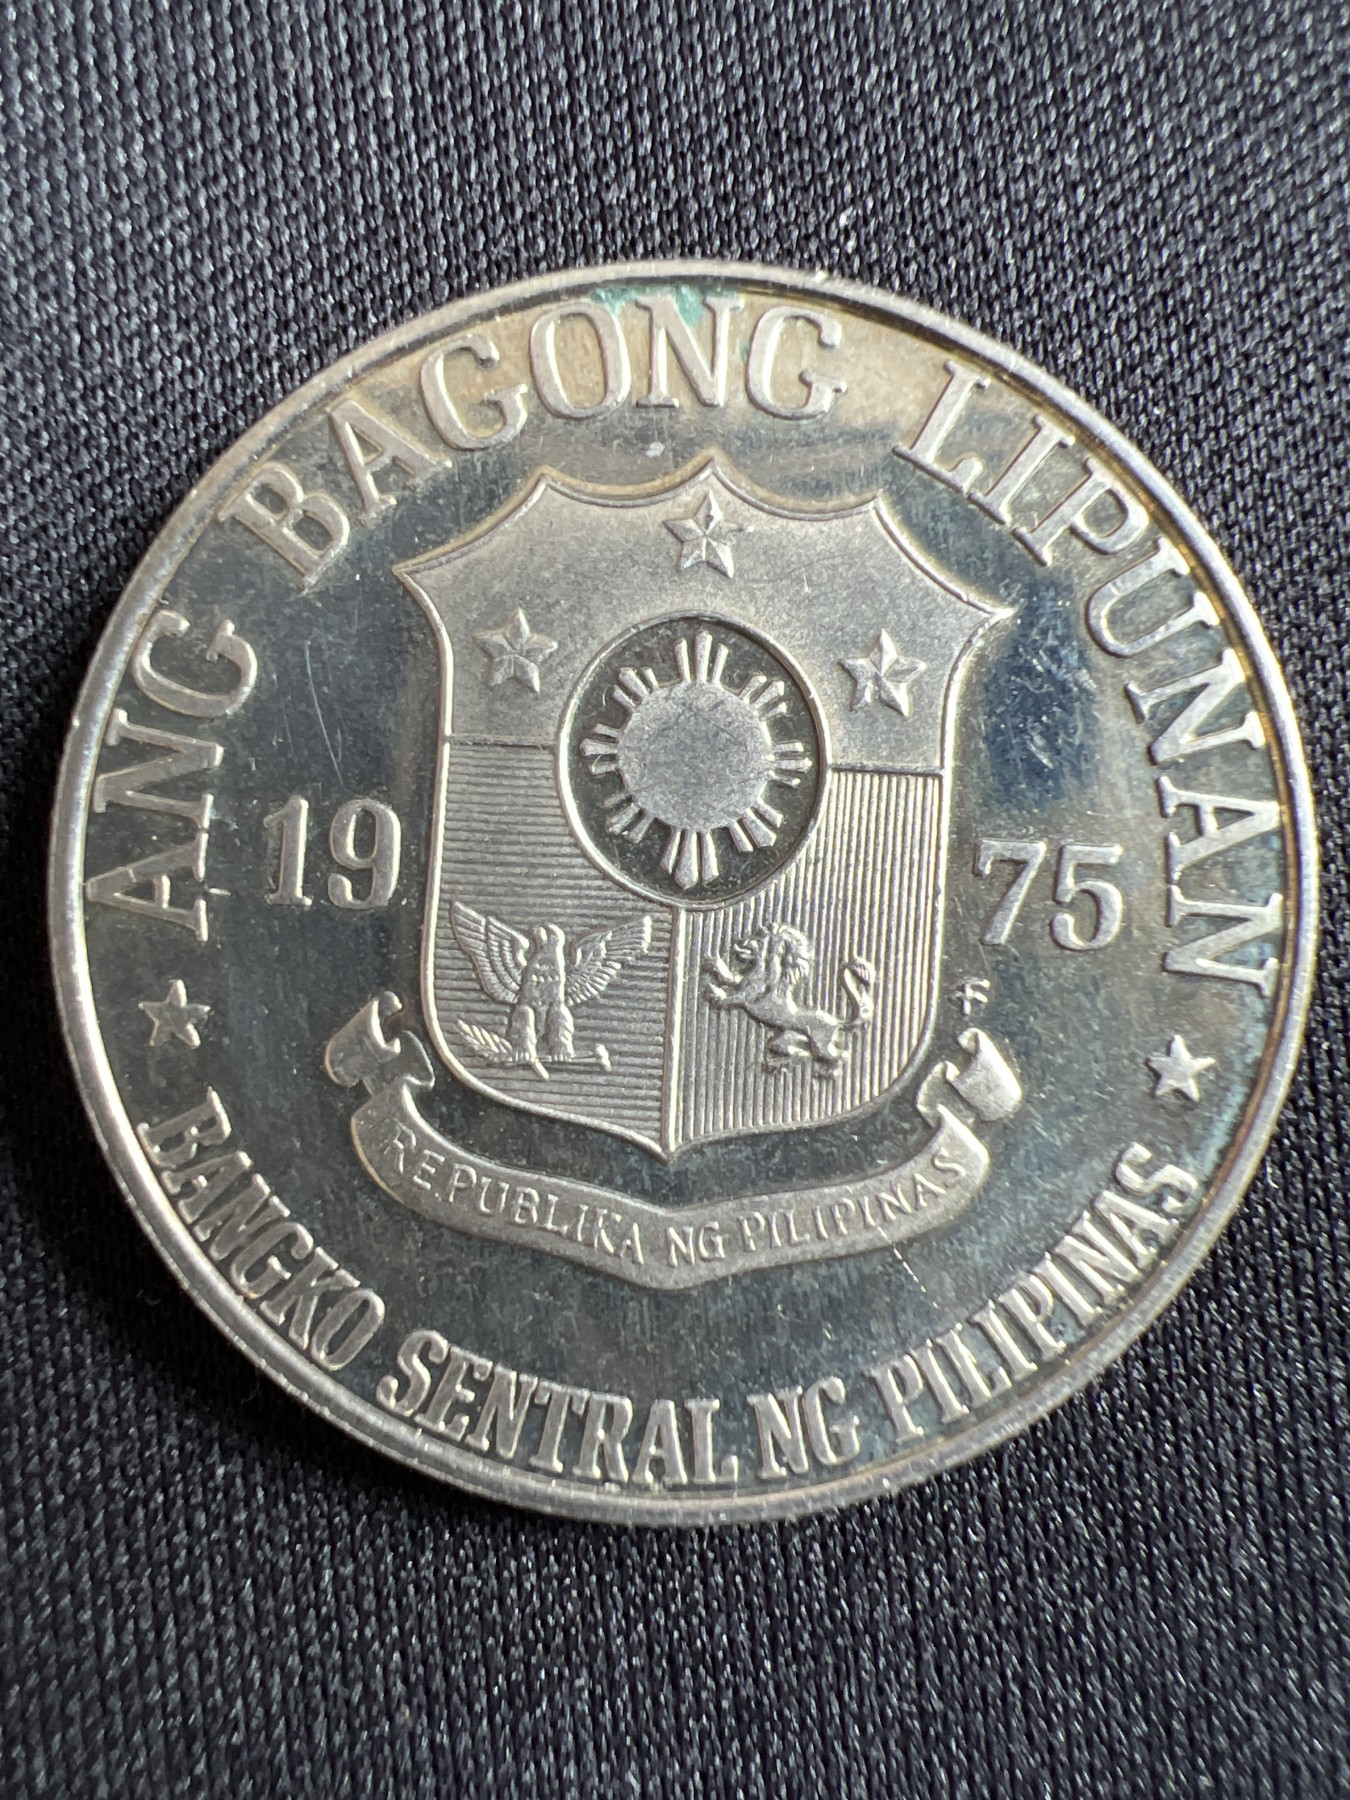 ANG BAGONG LIPUNAN
19 75
REPUBLIKA NG PILIPINAS
BANGKO SENTRAL NG PILIPINAS